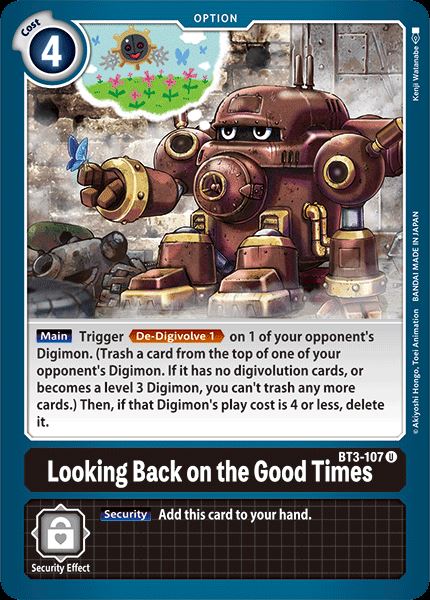 OPTION
Cost
4
Kenji Watanabe
©Akiyoshi Hongo, Toei Animation BANDAI MADE IN JAPAN
Main Trigger De-Digivolve 1 on 1 of your opponent's
Digimon. (Trash a card from the top of one of your
opponent's Digimon. If it has no digivolution cards, or
becomes a level 3 Digimon, you can't trash any more
cards.) Then, if that Digimon's play cost is 4 or less, delete
it.
BT3-107 U
Looking Back on the Good Times
Security Add this card to your hand.
Security Effect